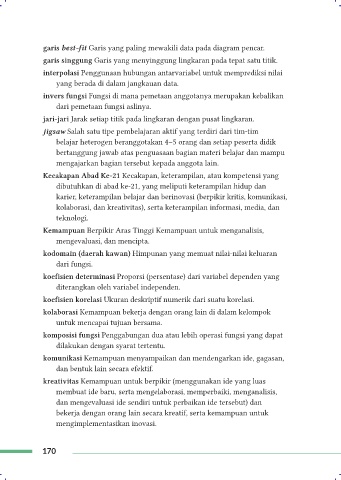 garis best-fit Garis yang paling mewakili data pada diagram pencar.
garis singgung Garis yang menyinggung lingkaran pada tepat satu titik.
interpolasi Penggunaan hubungan antarvariabel untuk memprediksi nilai
yang berada di dalam jangkauan data.
invers fungsi Fungsi di mana pemetaan anggotanya merupakan kebalikan
dari pemetaan fungsi aslinya.
jari-jari Jarak setiap titik pada lingkaran dengan pusat lingkaran.
jigsaw Salah satu tipe pembelajaran aktif yang terdiri dari tim-tim
belajar heterogen beranggotakan 4–5 orang dan setiap peserta didik
bertanggung jawab atas penguasaan bagian materi belajar dan mampu
mengajarkan bagian tersebut kepada anggota lain.
Kecakapan Abad Ke-21 Kecakapan, keterampilan, atau kompetensi yang
dibutuhkan di abad ke-21, yang meliputi keterampilan hidup dan
karier, keterampilan belajar dan berinovasi (berpikir kritis, komunikasi,
kolaborasi, dan kreativitas), serta keterampilan informasi, media, dan
teknologi.
Kemampuan Berpikir Aras Tinggi Kemampuan untuk menganalisis,
mengevaluasi, dan mencipta.
kodomain (daerah kawan) Himpunan yang memuat nilai-nilai keluaran
dari fungsi.
koefisien determinasi Proporsi (persentase) dari variabel dependen yang
diterangkan oleh variabel independen.
koefisien korelasi Ukuran deskriptif numerik dari suatu korelasi.
kolaborasi Kemampuan bekerja dengan orang lain di dalam kelompok
untuk mencapai tujuan bersama.
komposisi fungsi Penggabungan dua atau lebih operasi fungsi yang dapat
dilakukan dengan syarat tertentu.
komunikasi Kemampuan menyampaikan dan mendengarkan ide, gagasan,
dan bentuk lain secara efektif.
kreativitas Kemampuan untuk berpikir (menggunakan ide yang luas
membuat ide baru, serta mengelaborasi, memperbaiki, menganalisis,
dan mengevaluasi ide sendiri untuk perbaikan ide tersebut) dan
bekerja dengan orang lain secara kreatif, serta kemampuan untuk
mengimplementasikan inovasi.
170